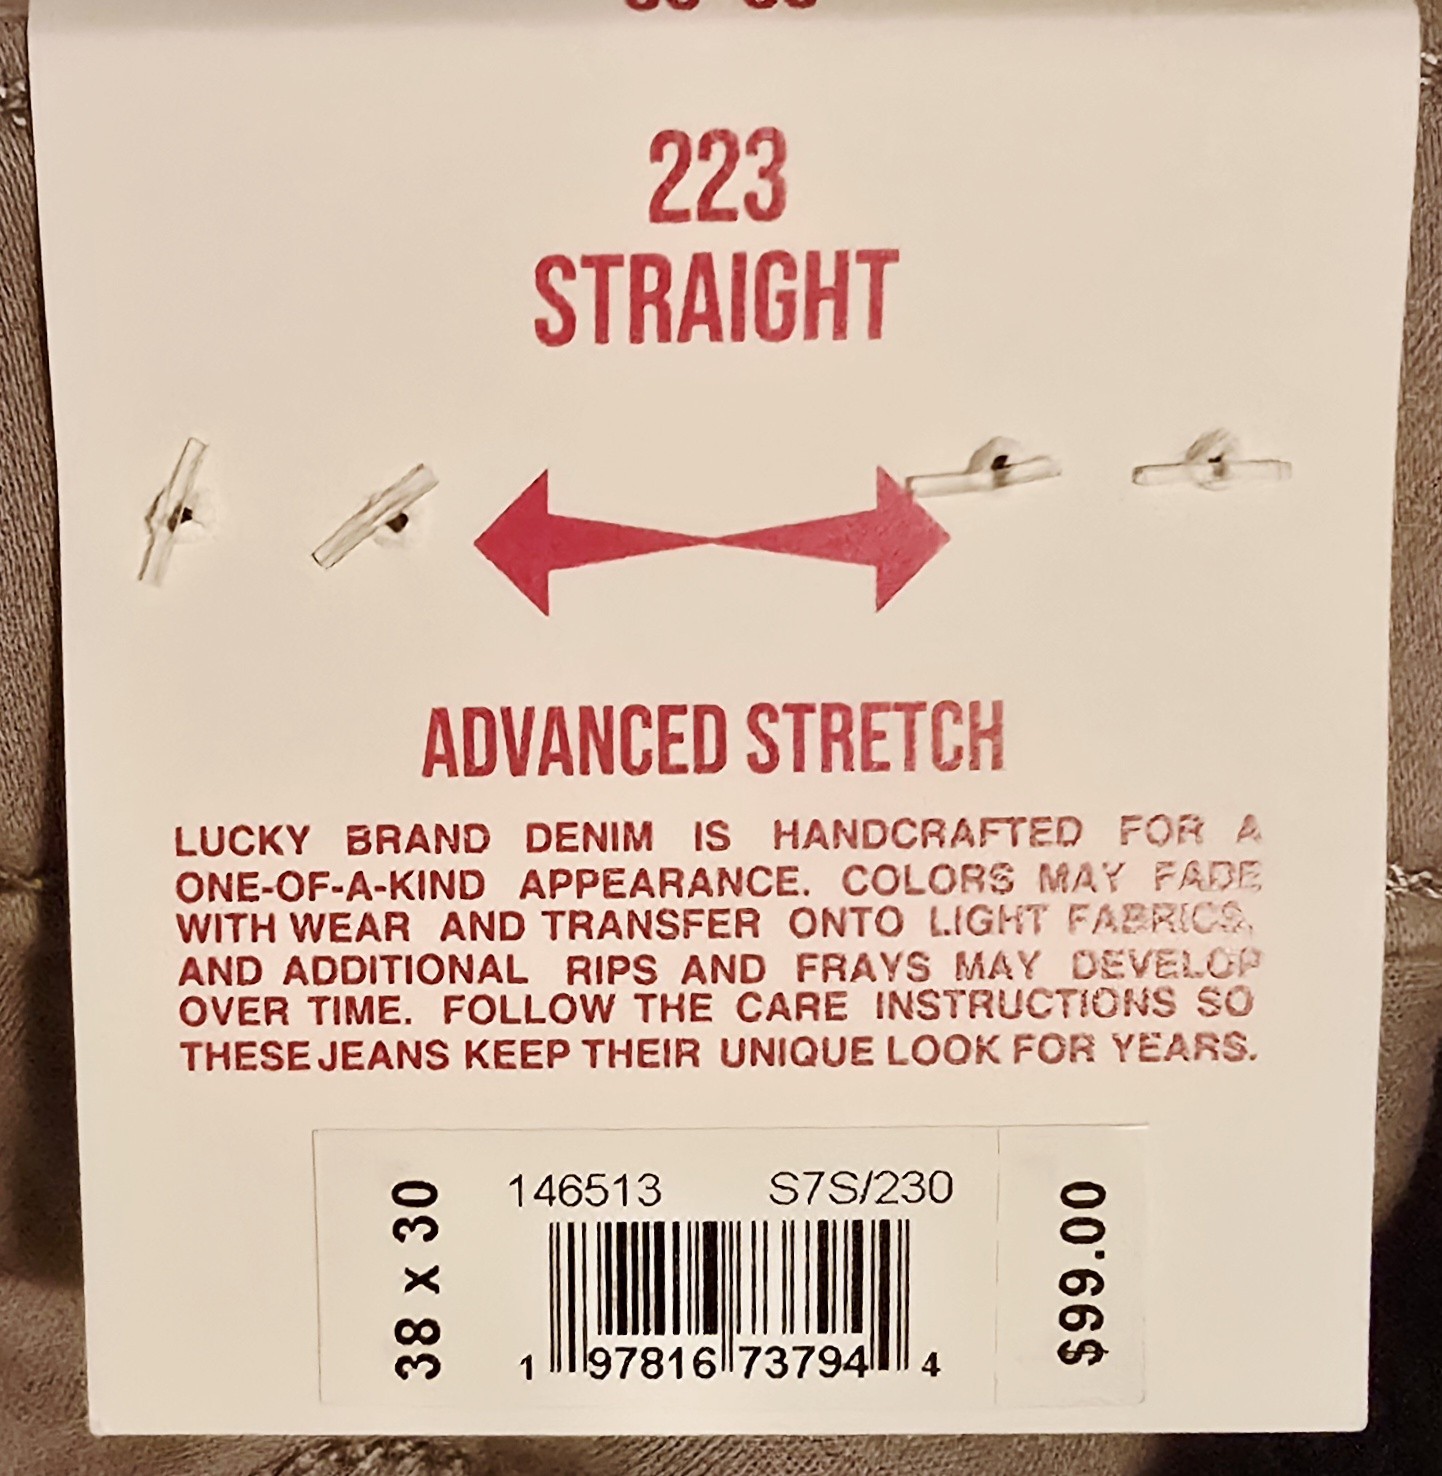 223
STRAIGHT
ADVANCED STRETCH
LUCKY BRAND DENIM IS HANDCRAFTED FOR A
ONE-OF-A-KIND APPEARANCE. COLORS MAY FADE
WITH WEAR AND TRANSFER ONTO LIGHT FABRICS,
AND ADDITIONAL RIPS AND FRAYS MAY DEVELOP
OVER TIME. FOLLOW THE CARE INSTRUCTIONS SO
THESE JEANS KEEP THEIR UNIQUE LOOK FOR YEARS.
38 x 30
146513 S7S/230
1 97816 73794 4
$99.00